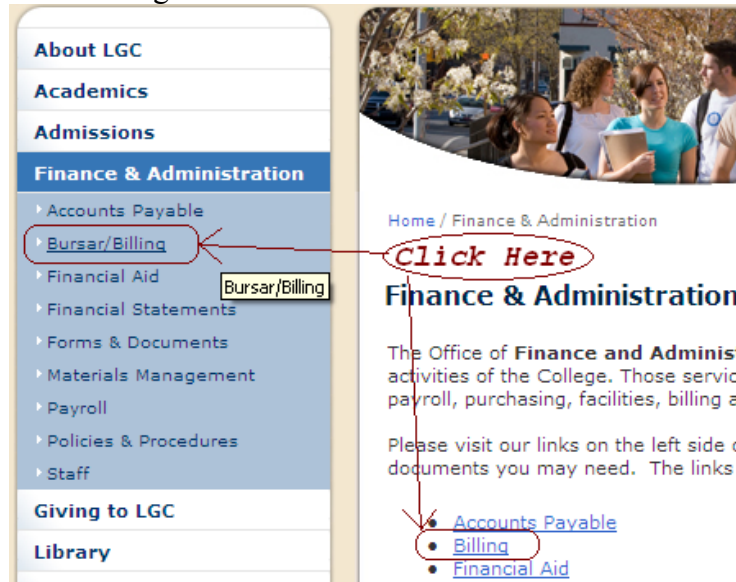 About LGC
Academics
Admissions
Finance & Administration
Accounts Payable
Bursar/Billing
Financial Aid
Bursar/Billing
Financial Statements
Forms & Documents
Materials Management
Payroll
Policies & Procedures
Staff
Giving to LGC
Library
Home / Finance & Administration
Click Here
Finance & Administration
The Office of Finance and
activities of the College. Those
payroll, purchasing, facilities, billing
Please visit our links on the left side
documents you may need. The links
Accounts Payable
Billing
Financial Aid